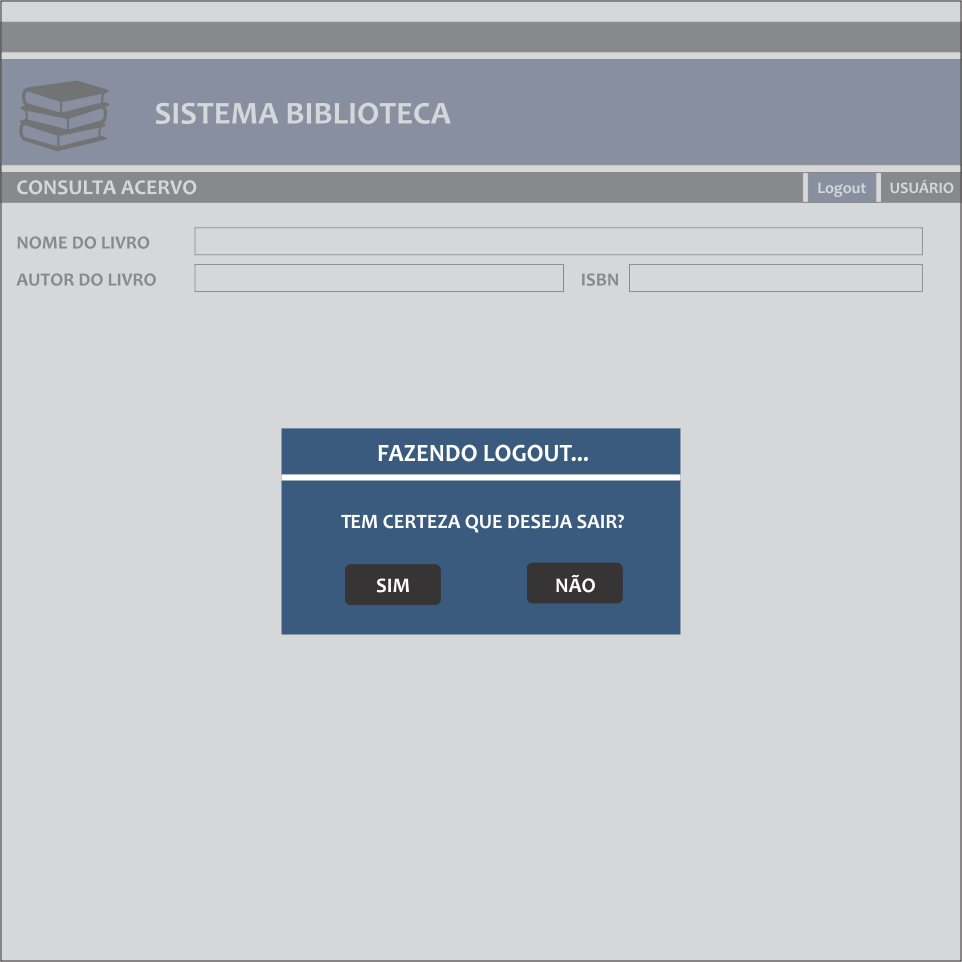 SISTEMA BIBLIOTECA
CONSULTA ACERVO
Logout
USUÁRIO
NOME DO LIVRO
AUTOR DO LIVRO
ISBN
FAZENDO LOGOUT...
TEM CERTEZA QUE DESEJA SAIR?
SIM
NÃO